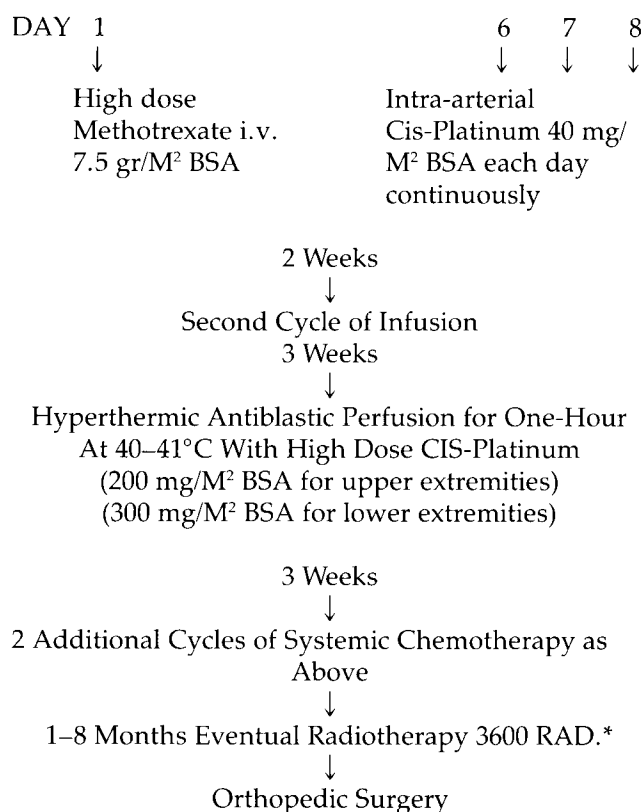 DAY 1 6 7 8
↓ ↓ ↓ ↓
High dose Intra-arterial
Methotrexate i.v. Cis-Platinum 40 mg/
7.5 gr/M² BSA M² BSA each day
continuously
2 Weeks
↓
Second Cycle of Infusion
3 Weeks
↓
Hyperthermic Antiblastic Perfusion for One-Hour
At 40–41°C With High Dose CIS-Platinum
(200 mg/M² BSA for upper extremities)
(300 mg/M² BSA for lower extremities)
3 Weeks
↓
2 Additional Cycles of Systemic Chemotherapy as
Above
↓
1–8 Months Eventual Radiotherapy 3600 RAD.*
↓
Orthopedic Surgery